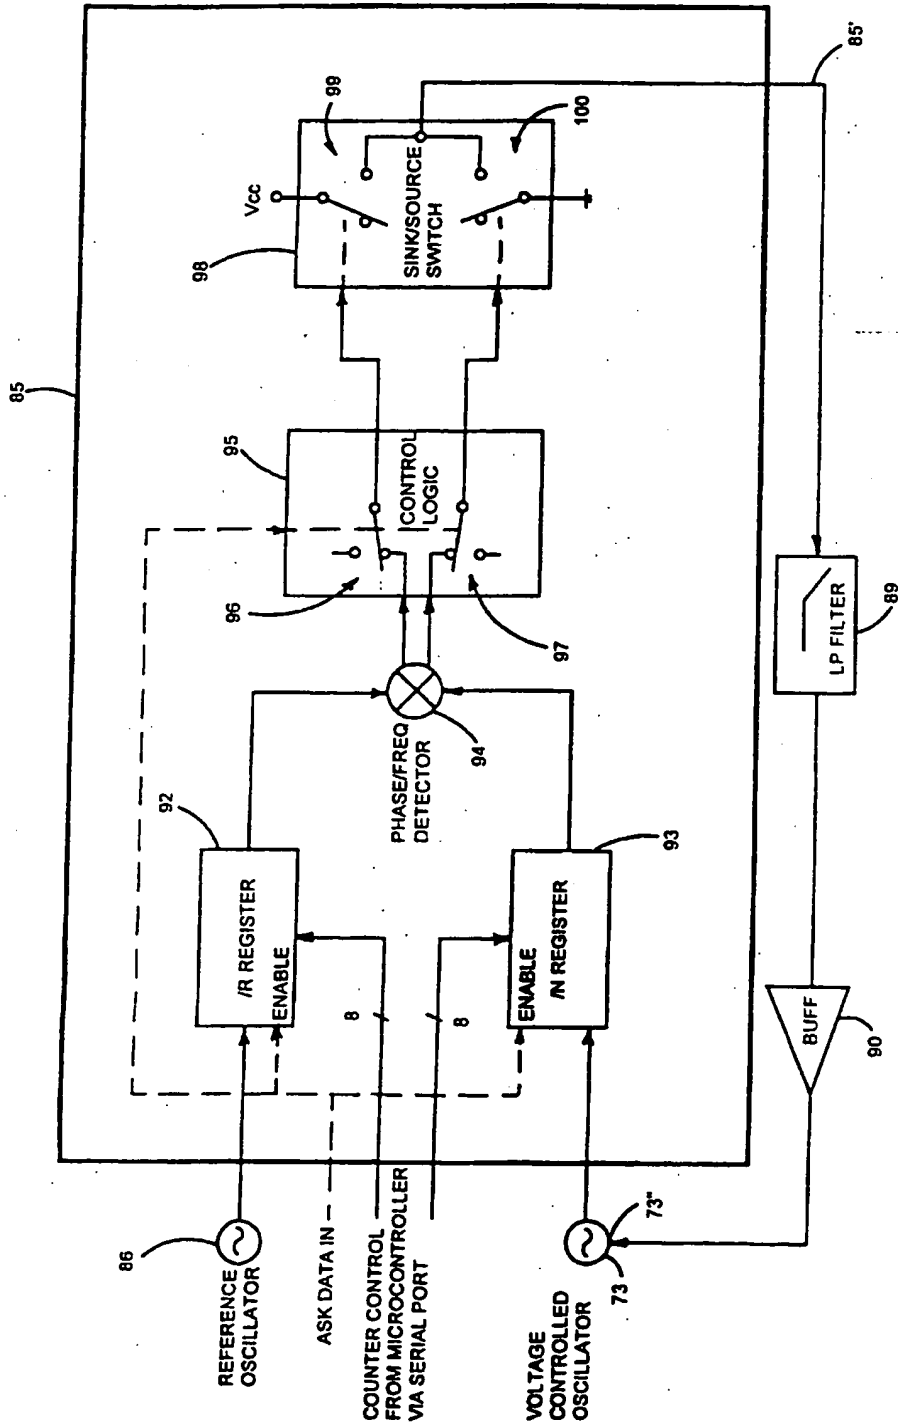 85
86
REFERENCE
OSCILLATOR
92
/R REGISTER
ENABLE
ASK DATA IN
COUNTER CONTROL
FROM MICROCONTROLLER
VIA SERIAL PORT
8
8
VOLTAGE
CONTROLLED
OSCILLATOR
73
73"
ENABLE
/N REGISTER
93
PHASE/FREQ
DETECTOR
94
95
96
CONTROL
LOGIC
97
98
Vcc
99
SINK/SOURCE
SWITCH
100
85'
LP FILTER
89
BUFF
90